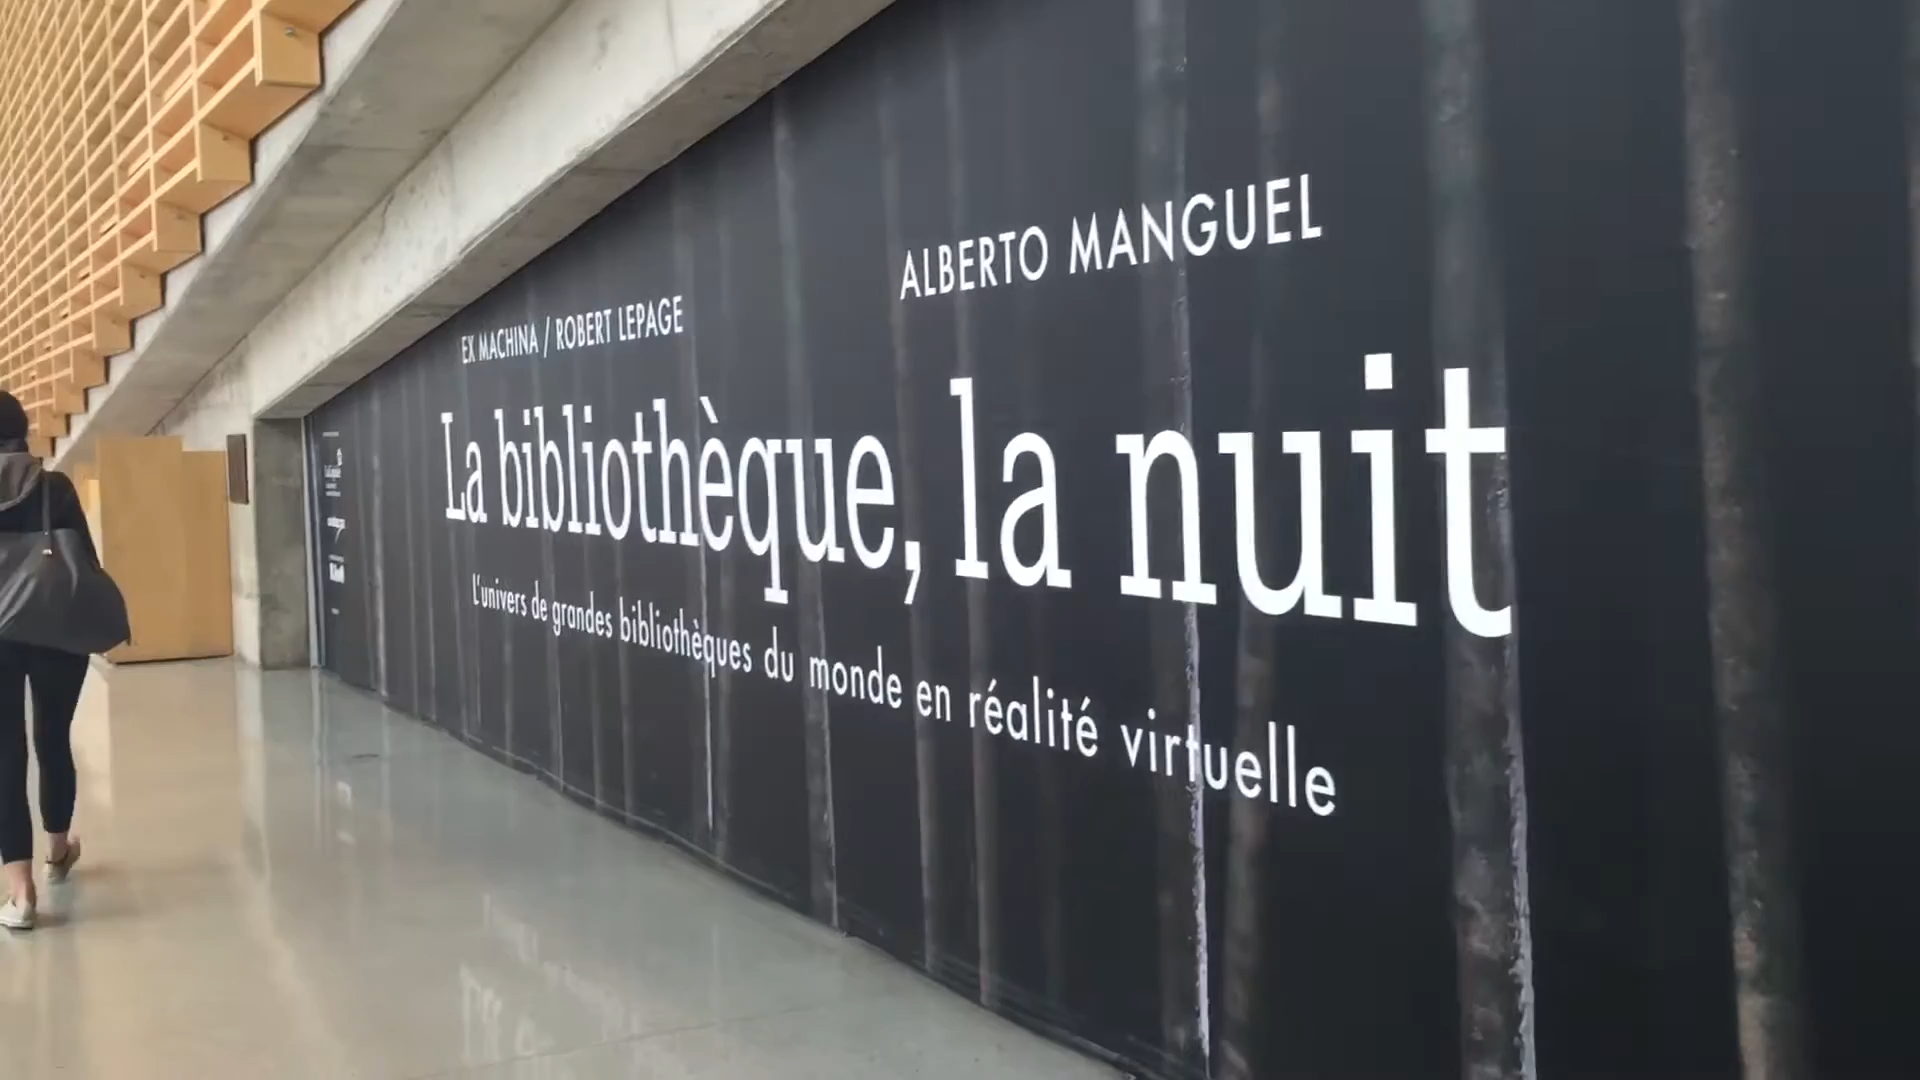 EX MACHINA / ROBERT LEPAGE
ALBERTO MANGUEL
La bibliothèque, la nuit
L'univers de grandes bibliothèques du monde en réalité virtuelle